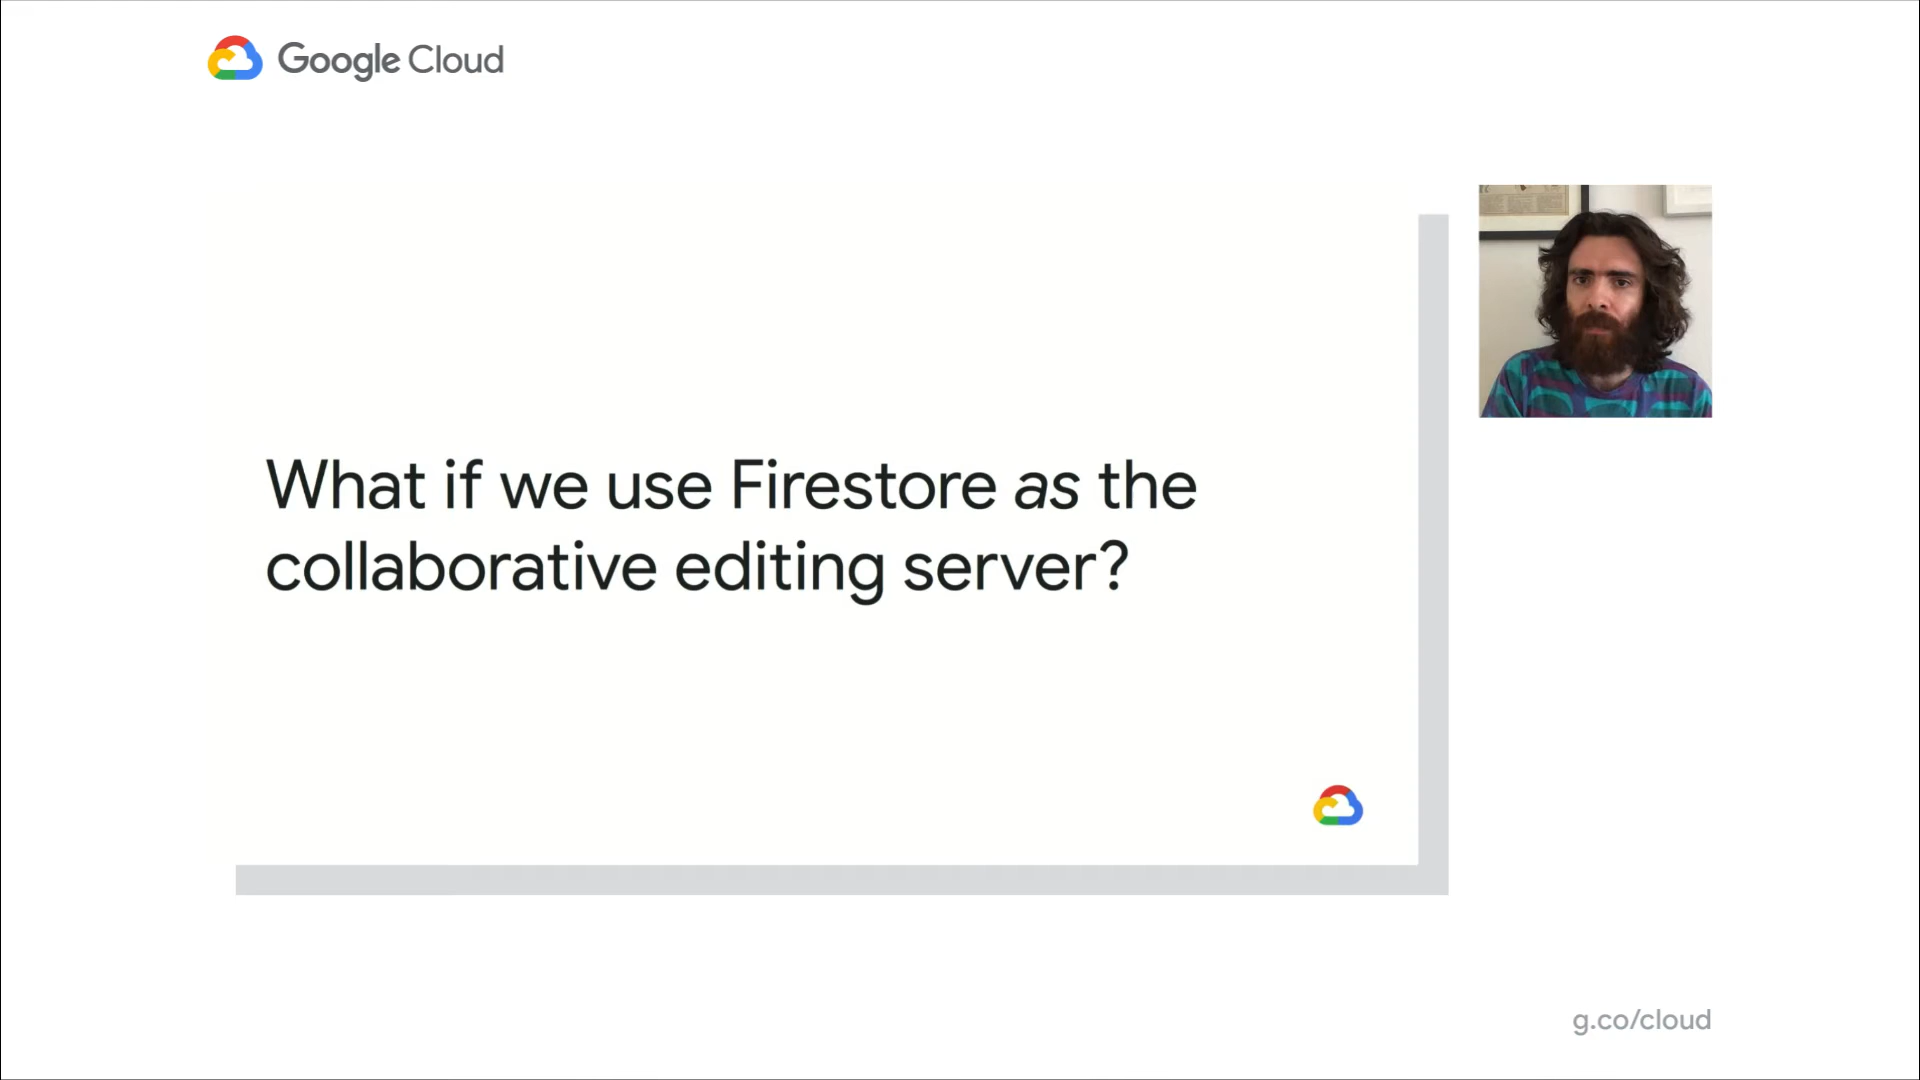 Google Cloud
What if we use Firestore as the
collaborative editing server?
g.co/cloud